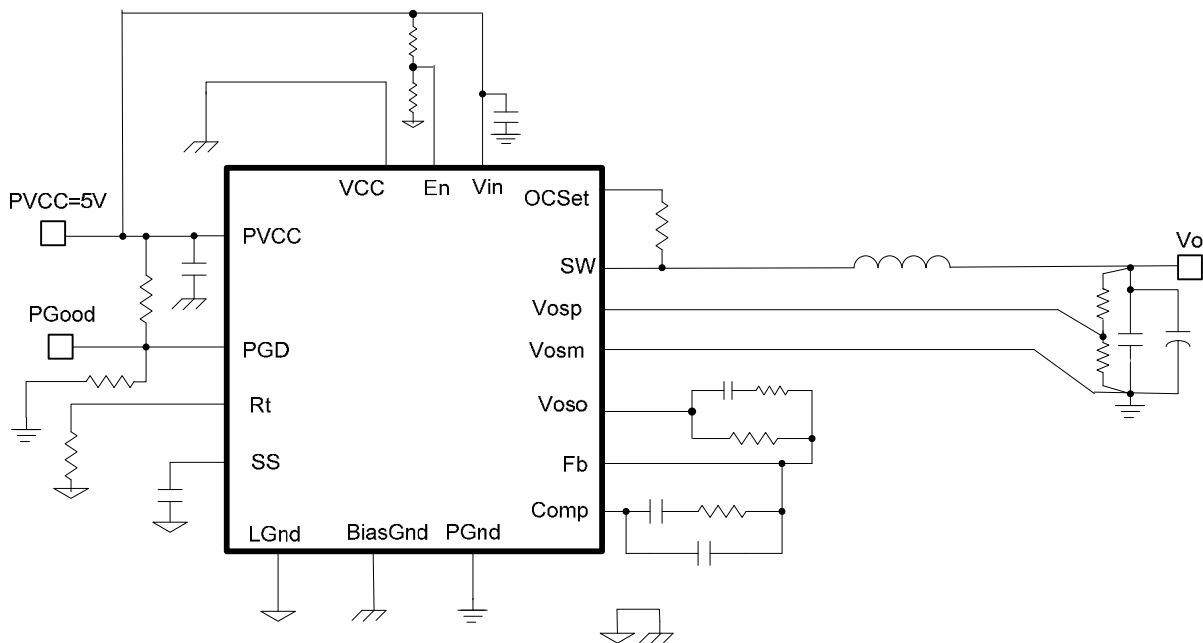 VCC
En
Vin
OCSet
PVCC=5V
PVCC
SW
Vo
PGood
Vosp
PGD
Vosm
Rt
Voso
SS
Fb
Comp
LGnd
BiasGnd
PGnd